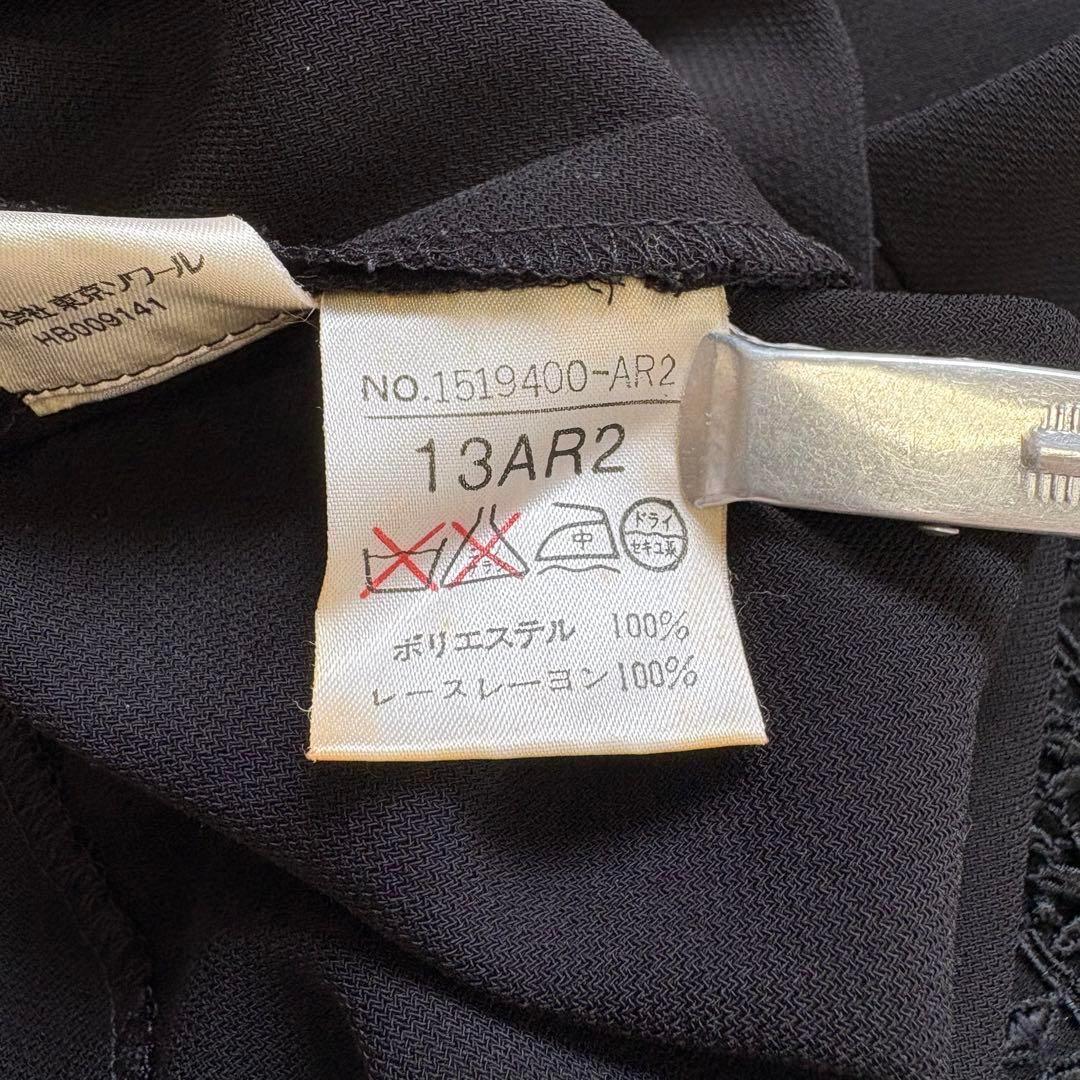 会社東京ソワール
HB009141
NO.1519400-AR2
13AR2
中
ドライ
セキユ系
ポリエステル 100%
レースレーヨン100%